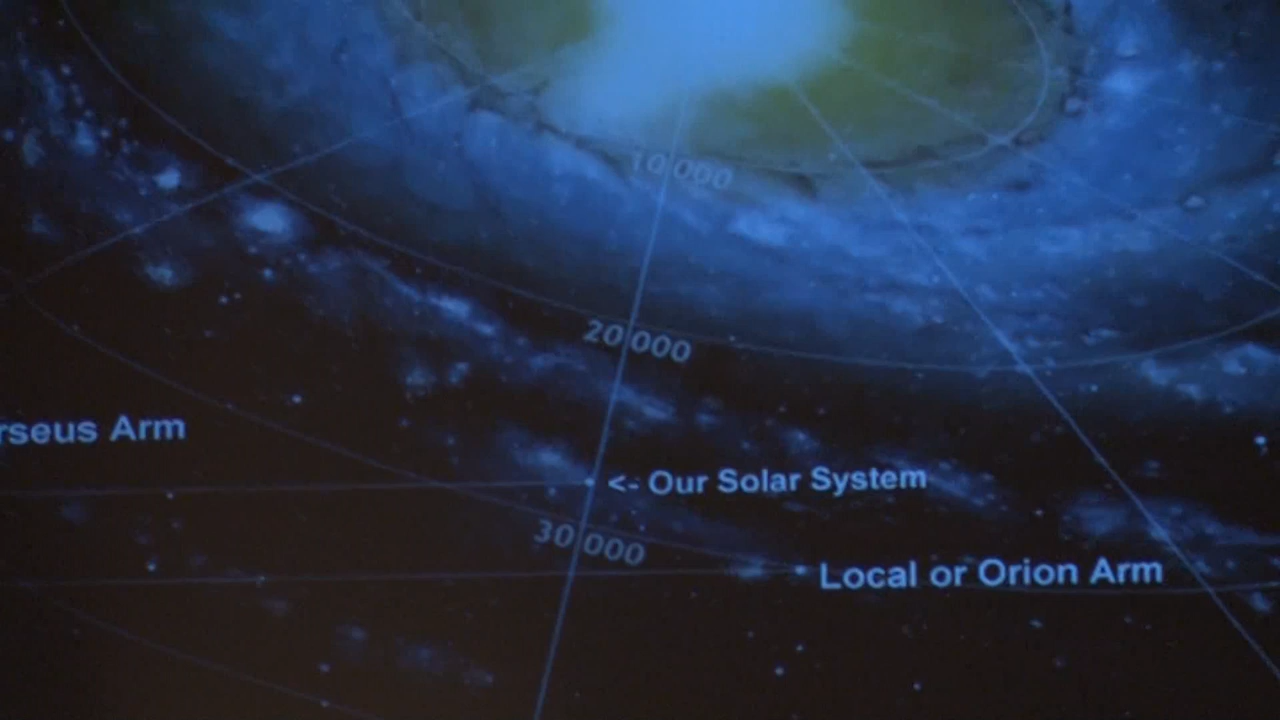 10 000
20 000
rseus Arm
<- Our Solar System
30 000
Local or Orion Arm